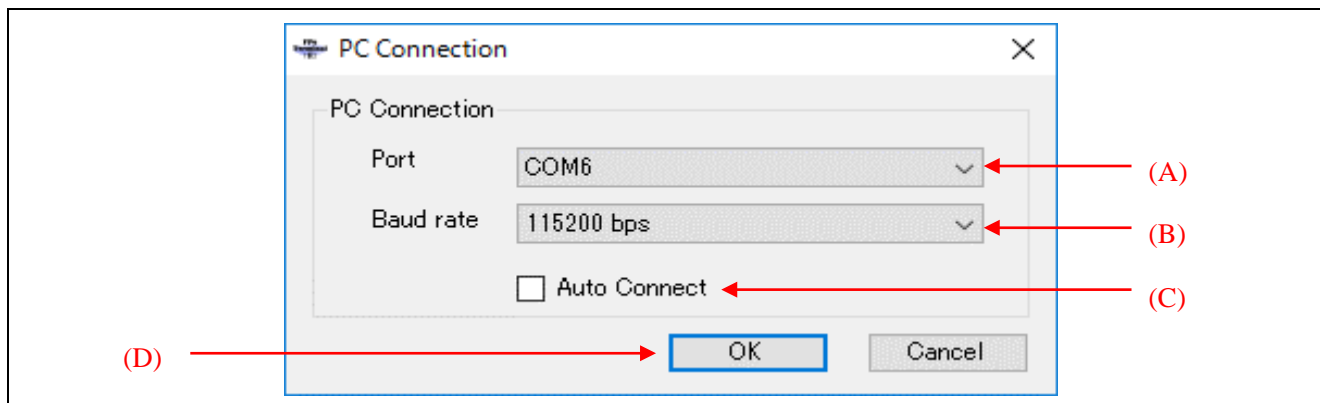 PC Connection
PC Connection
Port COM6 (A)
Baud rate 115200 bps (B)
Auto Connect (C)
(D) OK Cancel